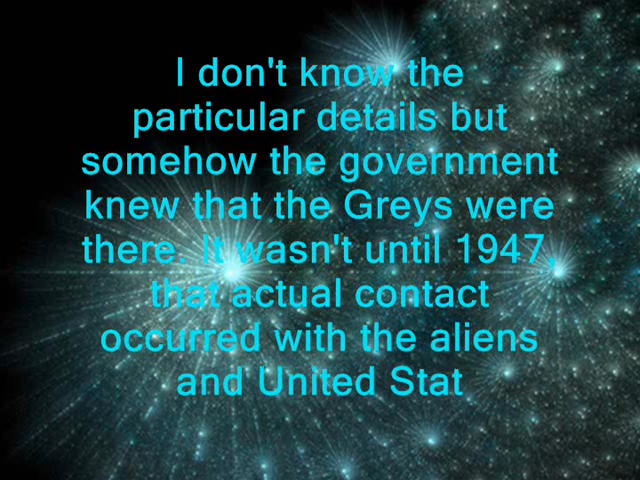 I don't know the
particular details but
somehow the government
knew that the Greys were
there. It wasn't until 1947,
that actual contact
occurred with the aliens
and United Stat